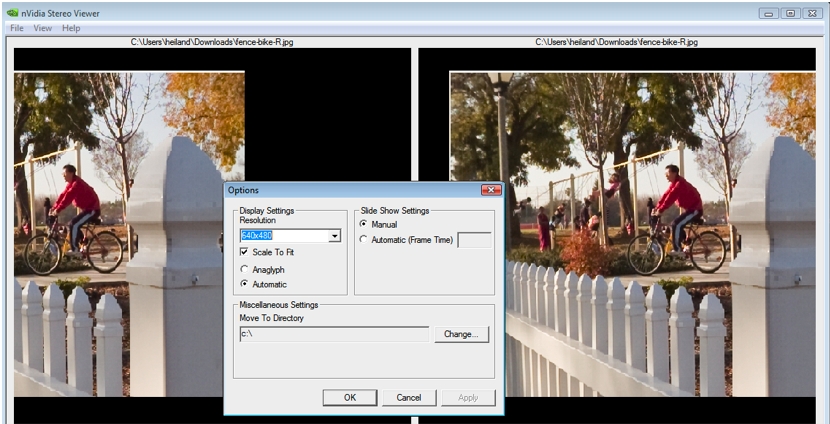 nVidia Stereo Viewer
File View Help
C:\Users\heiland\Downloads\fence-bike-R.jpg
C:\Users\heiland\Downloads\fence-bike-R.jpg
Options
Display Settings
Resolution
640x480
Scale To Fit
Anaglyph
Automatic
Slide Show Settings
Manual
Automatic (Frame Time)
Miscellaneous Settings
Move To Directory
c:\
Change...
OK Cancel Apply